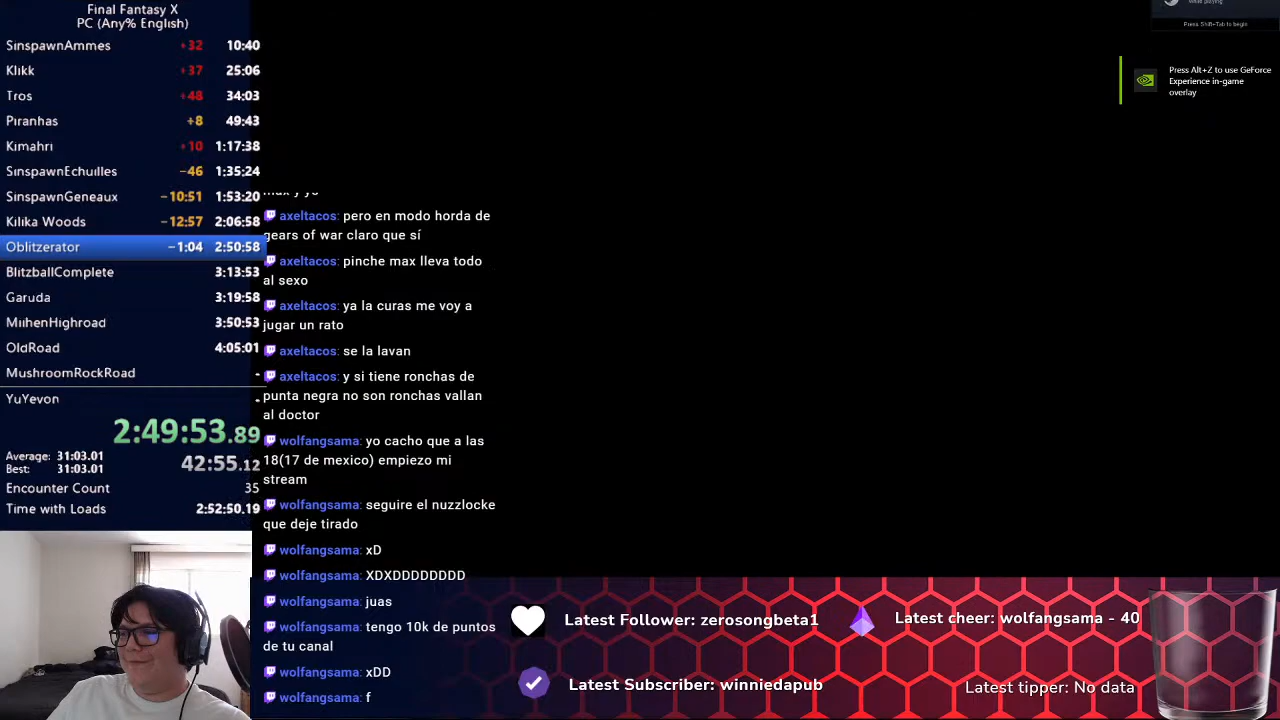 Final Fantasy X
PC (Any% English)
SinspawnAmmes +32 10:40
Klikk +37 25:06
Tros +48 34:03
Piranhas +8 49:43
Kimahri +10 1:17:38
SinspawnEchuilles −46 1:35:24
SinspawnGeneaux −10:51 1:53:20
Kilika Woods −12:57 2:06:58
Oblitzerator −1:04 2:50:58
BlitzballComplete 3:13:53
Garuda 3:19:58
MiihenHighroad 3:50:53
OldRoad 4:05:01
MushroomRockRoad -
YuYevon -
2:49:53.89
Average: 31:03.01
Best: 31:03.01
42:55.12
Encounter Count 35
Time with Loads 2:52:50.19
max y yo
axeltacos: pero en modo horda de
gears of war claro que sí
axeltacos: pinche max lleva todo
al sexo
axeltacos: ya la curas me voy a
jugar un rato
axeltacos: se la lavan
axeltacos: y si tiene ronchas de
punta negra no son ronchas vallan
al doctor
wolfangsama: yo cacho que a las
18(17 de mexico) empiezo mi
stream
wolfangsama: seguire el nuzzlocke
que deje tirado
wolfangsama: xD
wolfangsama: XDXDDDDDDDD
wolfangsama: juas
wolfangsama: tengo 10k de puntos
de tu canal
wolfangsama: xDD
wolfangsama: f
while playing
Press Shift+Tab to begin
Press Alt+Z to use GeForce
Experience in-game
overlay
Latest Follower: zerosongbeta1
Latest cheer: wolfangsama - 40
Latest Subscriber: winniedapub
Latest tipper: No data